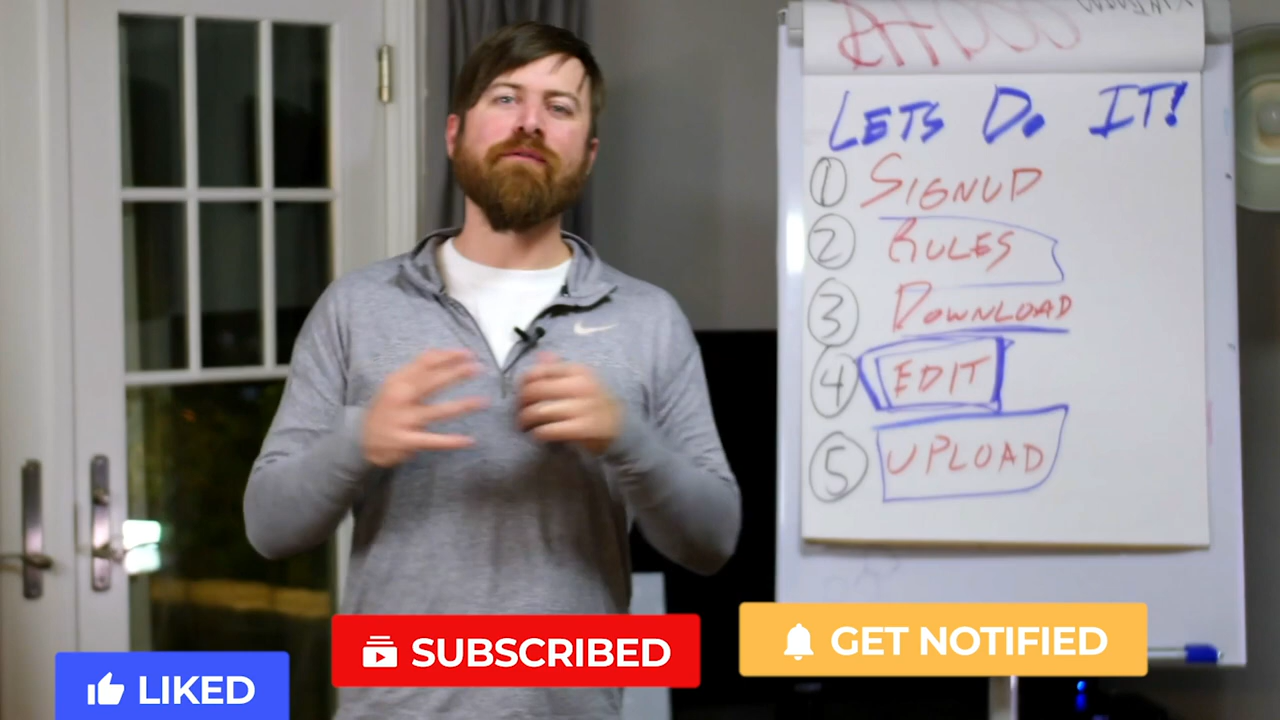 LETS DO IT!
1 SIGNUP
2 RULES
3 DOWNLOAD
4 EDIT
5 UPLOAD
SUBSCRIBED
GET NOTIFIED
LIKED